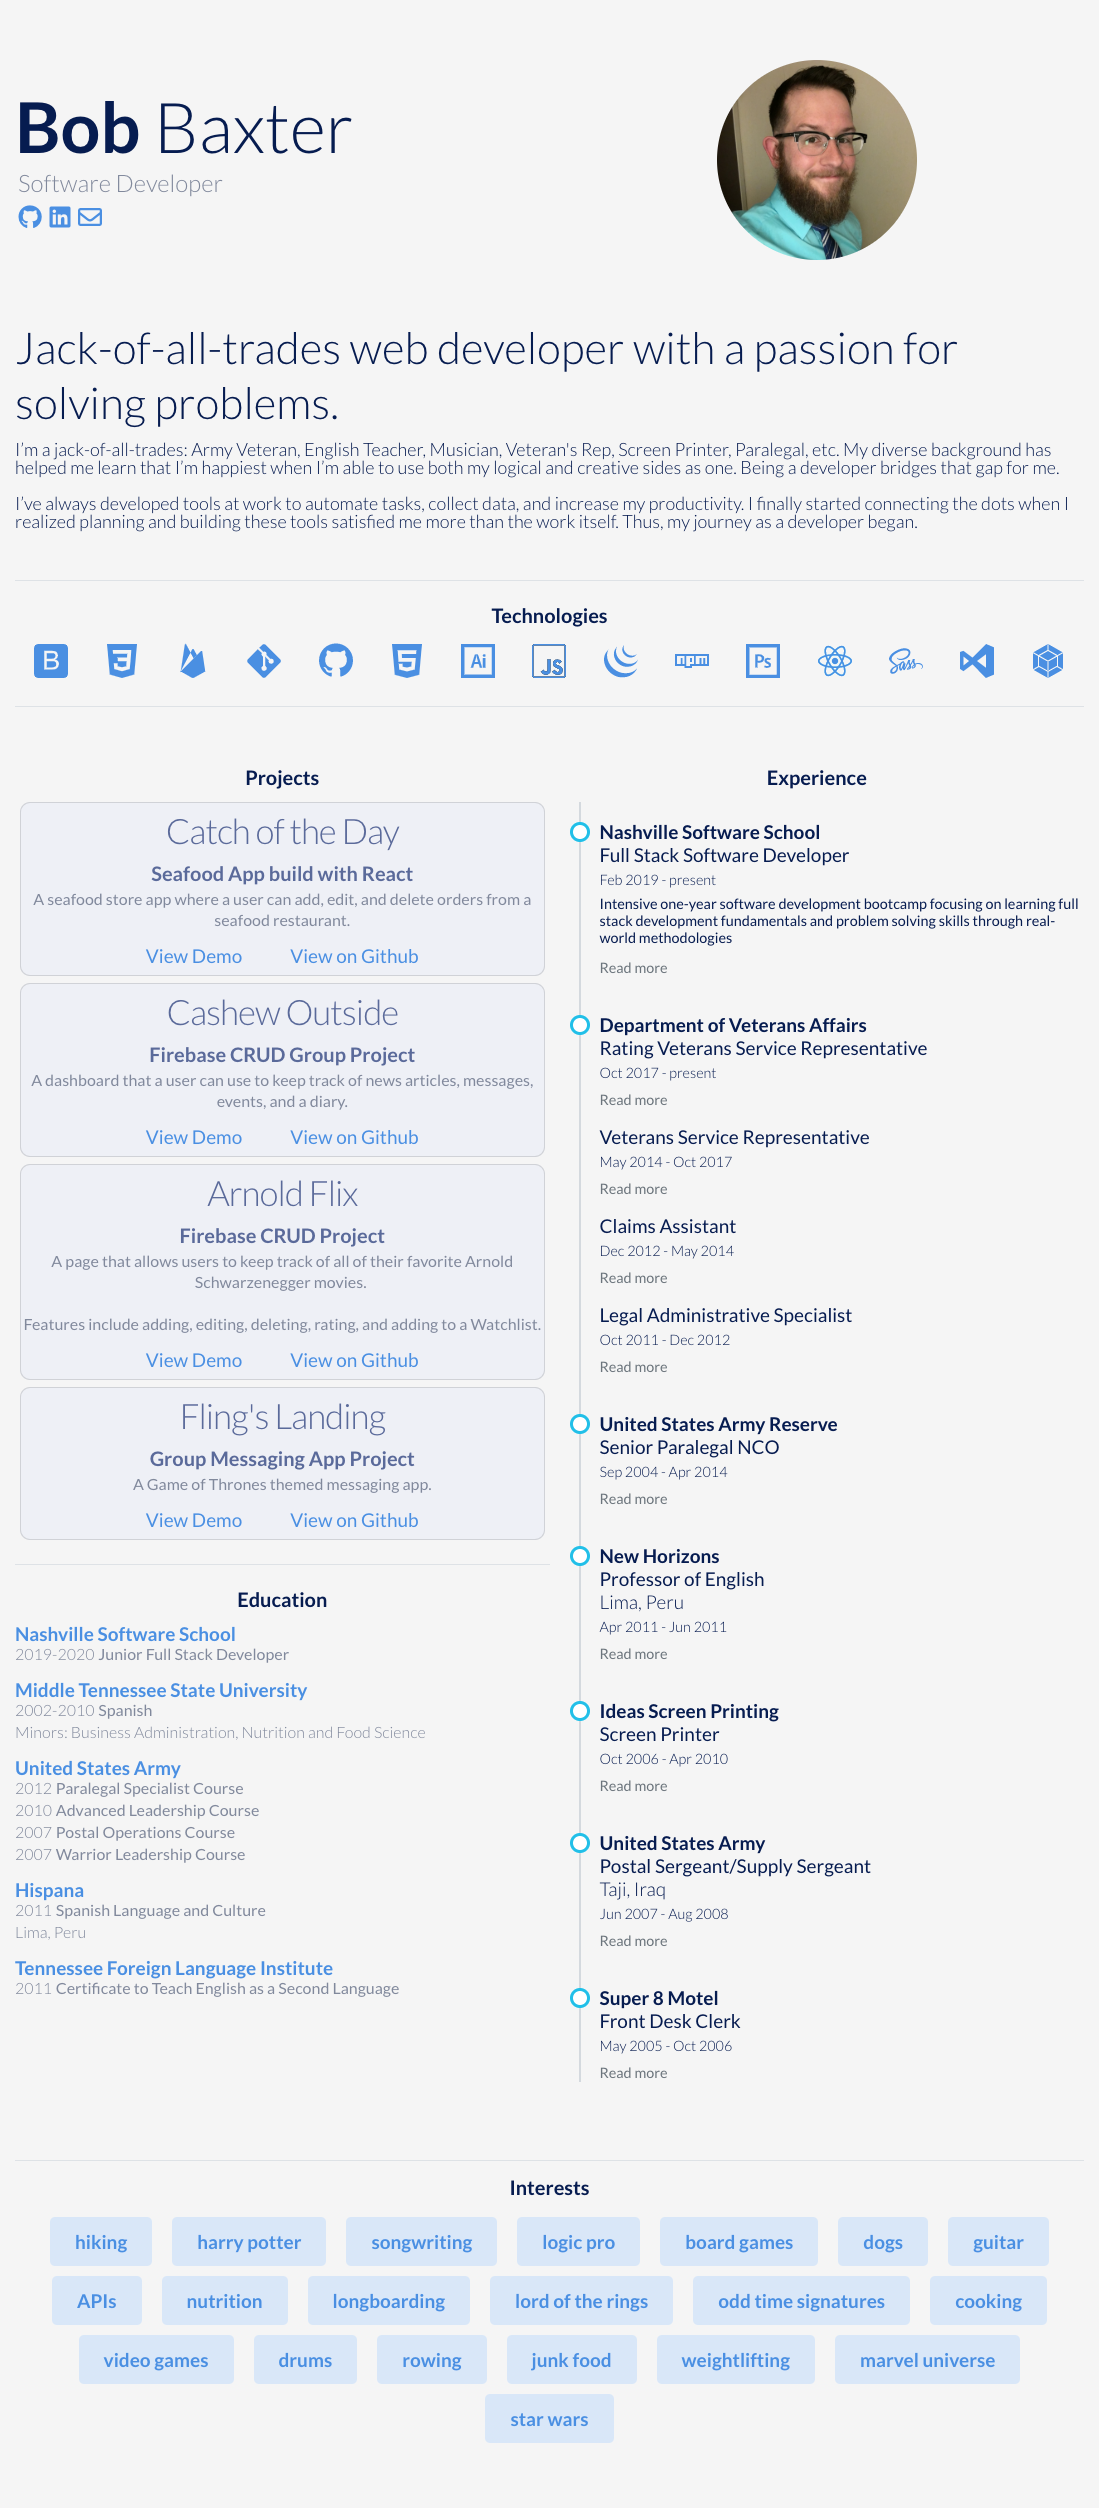 Bob Baxter
Software Developer
Jack-of-all-trades web developer with a passion for
solving problems.
I’m a jack-of-all-trades: Army Veteran, English Teacher, Musician, Veteran's Rep, Screen Printer, Paralegal, etc. My diverse background has
helped me learn that I’m happiest when I’m able to use both my logical and creative sides as one. Being a developer bridges that gap for me.
I’ve always developed tools at work to automate tasks, collect data, and increase my productivity. I finally started connecting the dots when I
realized planning and building these tools satisfied me more than the work itself. Thus, my journey as a developer began.
Technologies
B
3
5
Ai
JS
npm
Ps
Sass
Projects
Catch of the Day
Seafood App build with React
A seafood store app where a user can add, edit, and delete orders from a
seafood restaurant.
View Demo View on Github
Cashew Outside
Firebase CRUD Group Project
A dashboard that a user can use to keep track of news articles, messages,
events, and a diary.
View Demo View on Github
Arnold Flix
Firebase CRUD Project
A page that allows users to keep track of all of their favorite Arnold
Schwarzenegger movies.
Features include adding, editing, deleting, rating, and adding to a Watchlist.
View Demo View on Github
Fling's Landing
Group Messaging App Project
A Game of Thrones themed messaging app.
View Demo View on Github
Education
Nashville Software School
2019-2020 Junior Full Stack Developer
Middle Tennessee State University
2002-2010 Spanish
Minors: Business Administration, Nutrition and Food Science
United States Army
2012 Paralegal Specialist Course
2010 Advanced Leadership Course
2007 Postal Operations Course
2007 Warrior Leadership Course
Hispana
2011 Spanish Language and Culture
Lima, Peru
Tennessee Foreign Language Institute
2011 Certificate to Teach English as a Second Language
Experience
Nashville Software School
Full Stack Software Developer
Feb 2019 - present
Intensive one-year software development bootcamp focusing on learning full
stack development fundamentals and problem solving skills through real-
world methodologies
Read more
Department of Veterans Affairs
Rating Veterans Service Representative
Oct 2017 - present
Read more
Veterans Service Representative
May 2014 - Oct 2017
Read more
Claims Assistant
Dec 2012 - May 2014
Read more
Legal Administrative Specialist
Oct 2011 - Dec 2012
Read more
United States Army Reserve
Senior Paralegal NCO
Sep 2004 - Apr 2014
Read more
New Horizons
Professor of English
Lima, Peru
Apr 2011 - Jun 2011
Read more
Ideas Screen Printing
Screen Printer
Oct 2006 - Apr 2010
Read more
United States Army
Postal Sergeant/Supply Sergeant
Taji, Iraq
Jun 2007 - Aug 2008
Read more
Super 8 Motel
Front Desk Clerk
May 2005 - Oct 2006
Read more
Interests
hiking harry potter songwriting logic pro board games dogs guitar
APIs nutrition longboarding lord of the rings odd time signatures cooking
video games drums rowing junk food weightlifting marvel universe
star wars